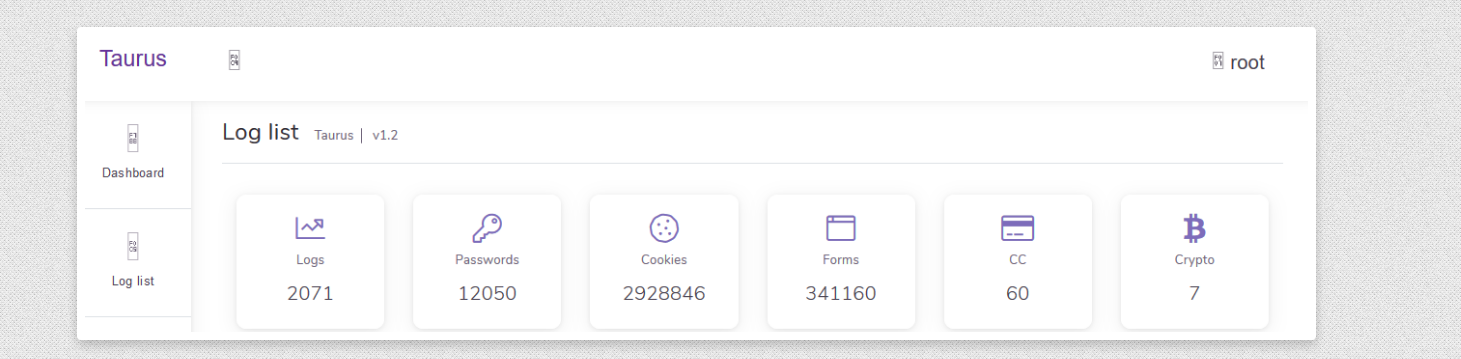 Taurus
root
Log list Taurus | v1.2
Dashboard
Log list
Logs Passwords Cookies Forms CC Crypto
2071 12050 2928846 341160 60 7